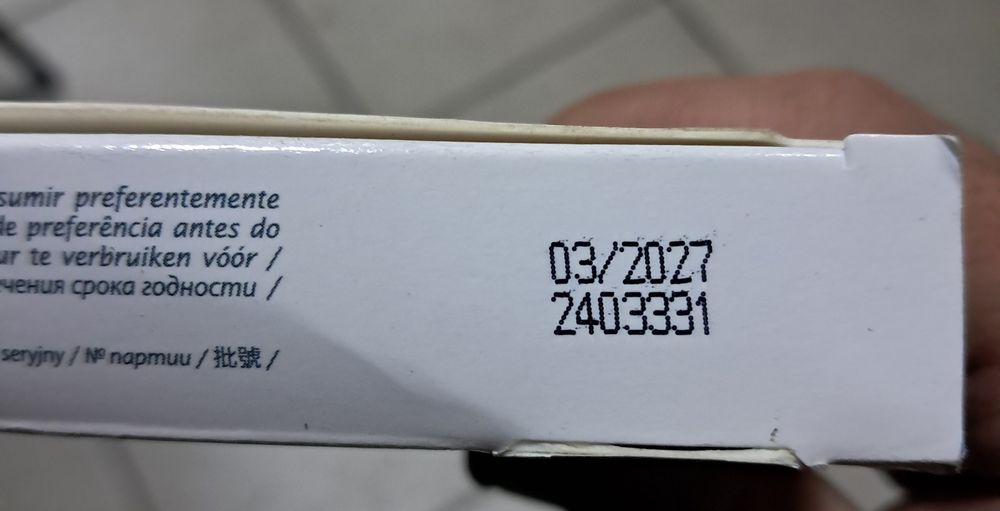 sumir preferentemente
de preferência antes do
ur te verbruiken vóór /
чения срока годности /
seryjny / № партии / 批號 /
03/2027
2403331